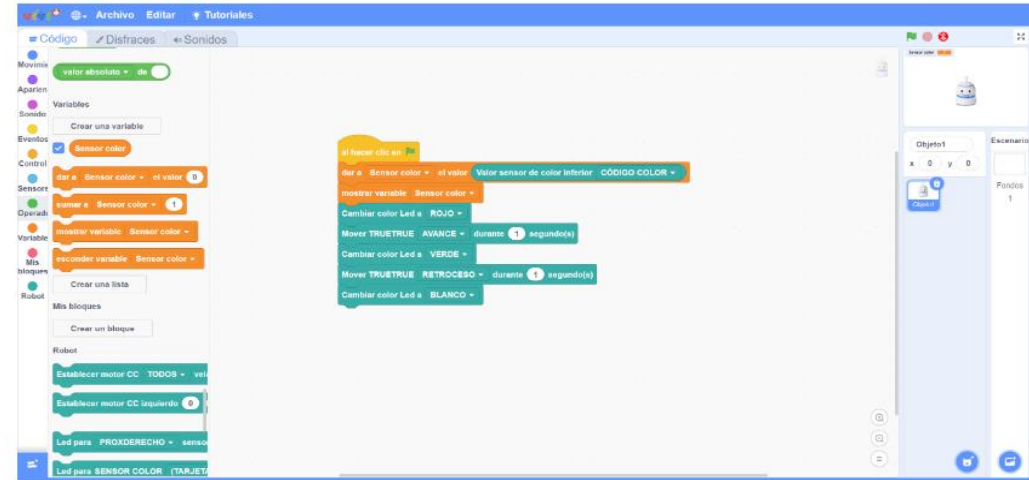 Archivo Editar Tutoriales
Código Disfraces Sonidos
Movimie
Aparien
Sonido
Eventos
Control
Sensore
Operado
Variable
Mis
bloques
Robot
valor absoluto de
Variables
Crear una variable
Sensor color
dar a Sensor color el valor 0
sumar a Sensor color 1
mostrar variable Sensor color
esconder variable Sensor color
Crear una lista
Mis bloques
Crear un bloque
Robot
Establecer motor CC TODOS vel
Establecer motor CC izquierdo 0
Led para PROXDERECHO senso
Led para SENSOR COLOR (TARJETA
al hacer clic en
dar a Sensor color el valor Valor sensor de color inferior CÓDIGO COLOR
mostrar variable Sensor color
Cambiar color Led a ROJO
Mover TRUETRUE AVANCE durante 1 segundo(s)
Cambiar color Led a VERDE
Mover TRUETRUE RETROCESO durante 1 segundo(s)
Cambiar color Led a BLANCO
Sensor color
Objeto1
x 0 y 0
Objeto1
Escenario
Fondos
1